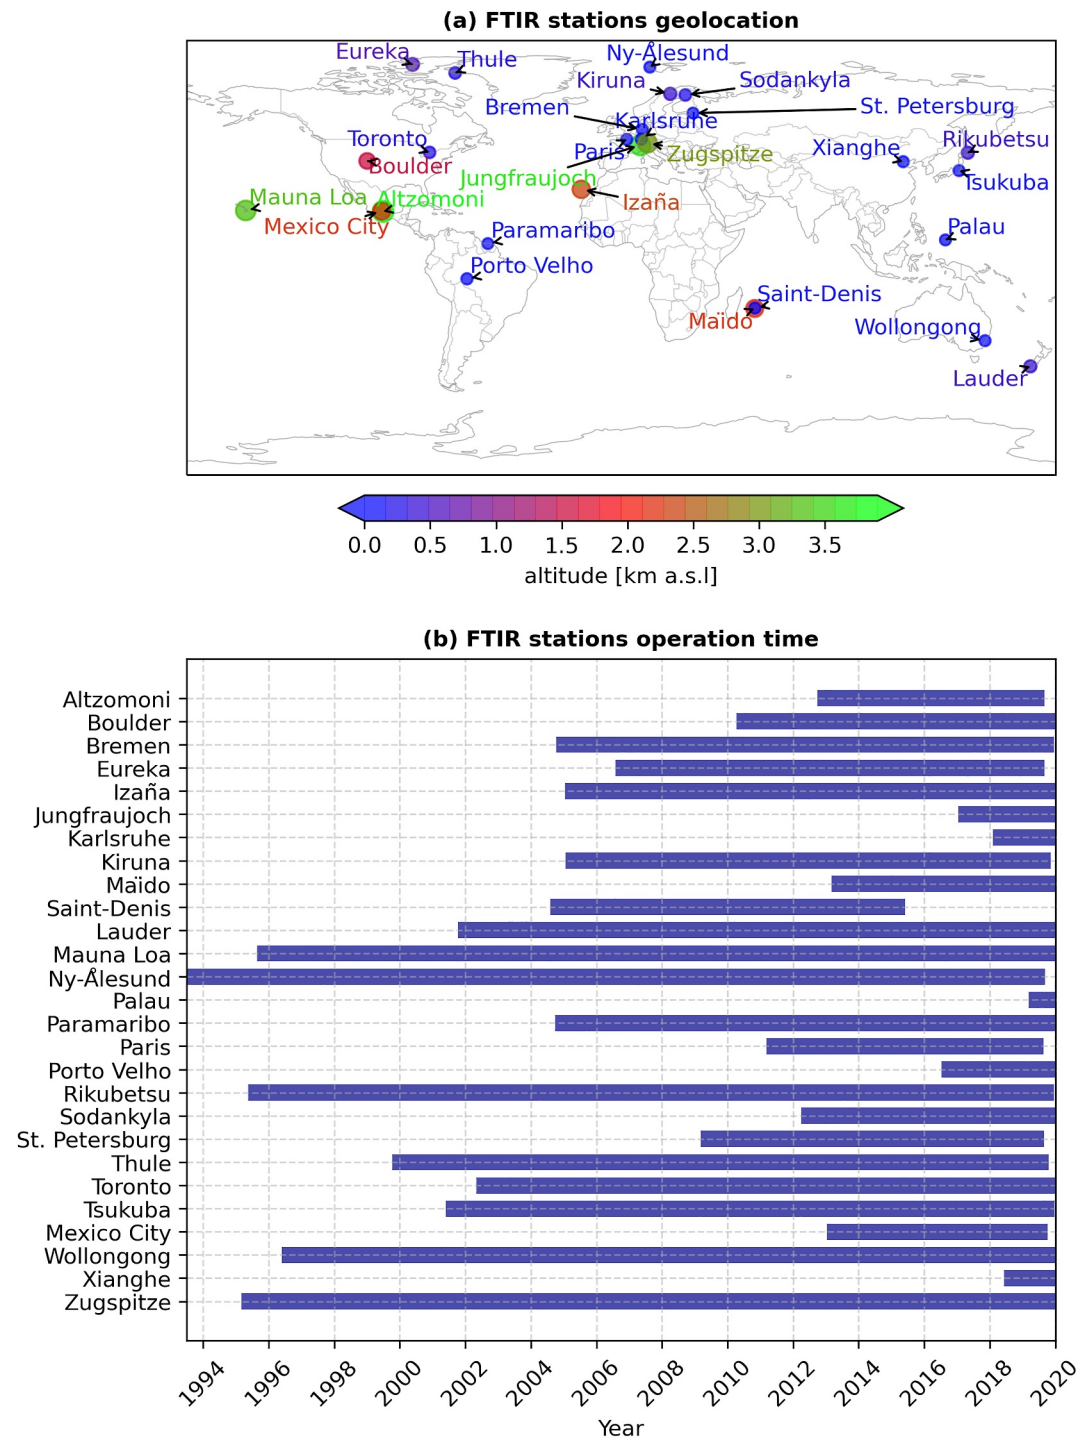 (a) FTIR stations geolocation
Eureka
Thule
Ny-Ålesund
Kiruna
Sodankyla
Bremen
St. Petersburg
Karlsruhe
Toronto
Paris
Zugspitze
Xianghe
Rikubetsu
Boulder
Jungfraujoch
Tsukuba
Mauna Loa
Altzomoni
Izaña
Mexico City
Paramaribo
Palau
Porto Velho
Saint-Denis
Maïdo
Wollongong
Lauder
0.0 0.5 1.0 1.5 2.0 2.5 3.0 3.5
altitude [km a.s.l]
(b) FTIR stations operation time
Altzomoni
Boulder
Bremen
Eureka
Izaña
Jungfraujoch
Karlsruhe
Kiruna
Maïdo
Saint-Denis
Lauder
Mauna Loa
Ny-Ålesund
Palau
Paramaribo
Paris
Porto Velho
Rikubetsu
Sodankyla
St. Petersburg
Thule
Toronto
Tsukuba
Mexico City
Wollongong
Xianghe
Zugspitze
1994 1996 1998 2000 2002 2004 2006 2008 2010 2012 2014 2016 2018 2020
Year